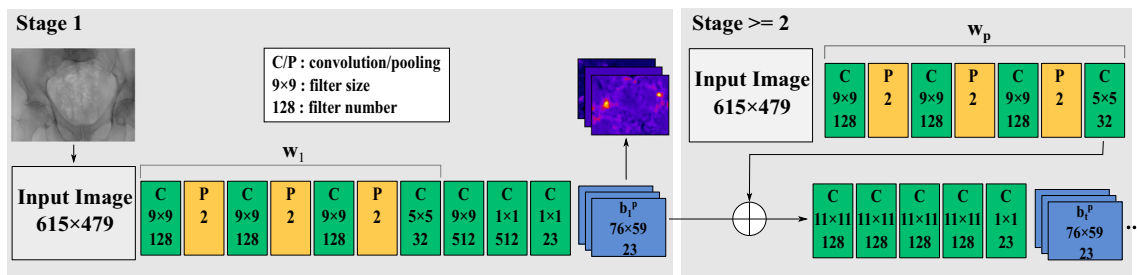 Stage 1
C/P : convolution/pooling
9×9 : filter size
128 : filter number
w₁
Input Image
615×479
C
9×9
128
P
2
C
9×9
128
P
2
C
9×9
128
P
2
C
5×5
32
C
9×9
512
C
1×1
512
C
1×1
23
b₁ᵖ
76×59
23
Stage >= 2
wₚ
Input Image
615×479
C
9×9
128
P
2
C
9×9
128
P
2
C
9×9
128
P
2
C
5×5
32
C
11×11
128
C
11×11
128
C
11×11
128
C
11×11
128
C
1×1
23
bₜᵖ
76×59
23
..